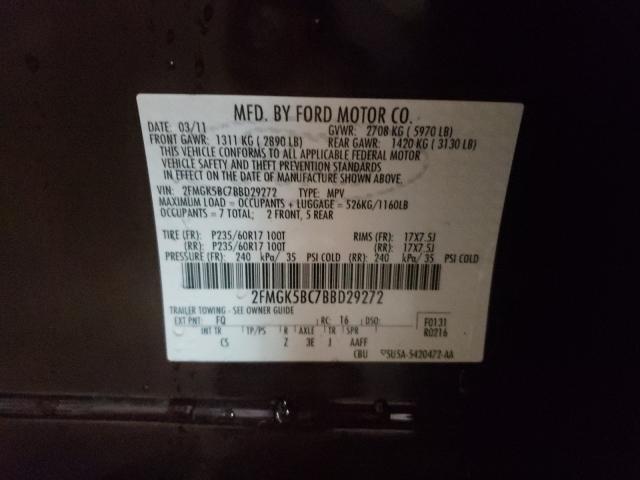 MFD. BY FORD MOTOR CO.
DATE: 03/11 GVWR: 2708 KG ( 5970 LB)
FRONT GAWR: 1311 KG ( 2890 LB) REAR GAWR: 1420 KG ( 3130 LB)
THIS VEHICLE CONFORMS TO ALL APPLICABLE FEDERAL MOTOR
VEHICLE SAFETY AND THEFT PREVENTION STANDARDS
IN EFFECT ON THE DATE OF MANUFACTURE SHOWN ABOVE.
VIN: 2FMGK5BC7BBD29272 TYPE: MPV
MAXIMUM LOAD = OCCUPANTS + LUGGAGE = 526KG/1160LB
OCCUPANTS = 7 TOTAL; 2 FRONT, 5 REAR
TIRE (FR): P235/60R17 100T RIMS (FR): 17X7.5J
(RR): P235/60R17 100T (RR): 17X7.5J
PRESSURE (FR): 240 kPa/ 35 PSI COLD (RR): 240 kPa/ 35 PSI COLD
2FMGK5BC7BBD29272
TRAILER TOWING - SEE OWNER GUIDE
EXT PNT: FQ RC: 16 DSO: F0131
INT TR TP/PS R AXLE TR SPR R0216
CS Z 3E J AAFF
CBU 5U5A-5420472-AA